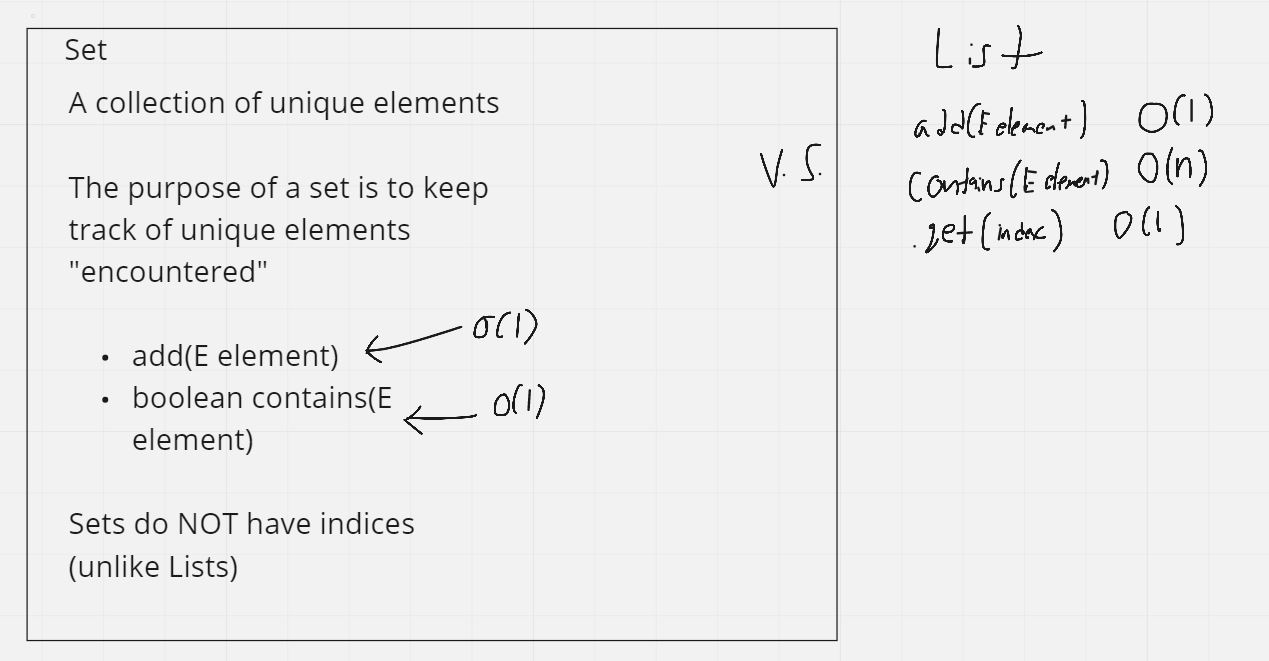 Set
A collection of unique elements
The purpose of a set is to keep
track of unique elements
"encountered"
• add(E element) O(1)
• boolean contains(E
element) O(1)
Sets do NOT have indices
(unlike Lists)
V.S.
List
add(E element) O(1)
contains(E element) O(n)
.get(index) O(1)